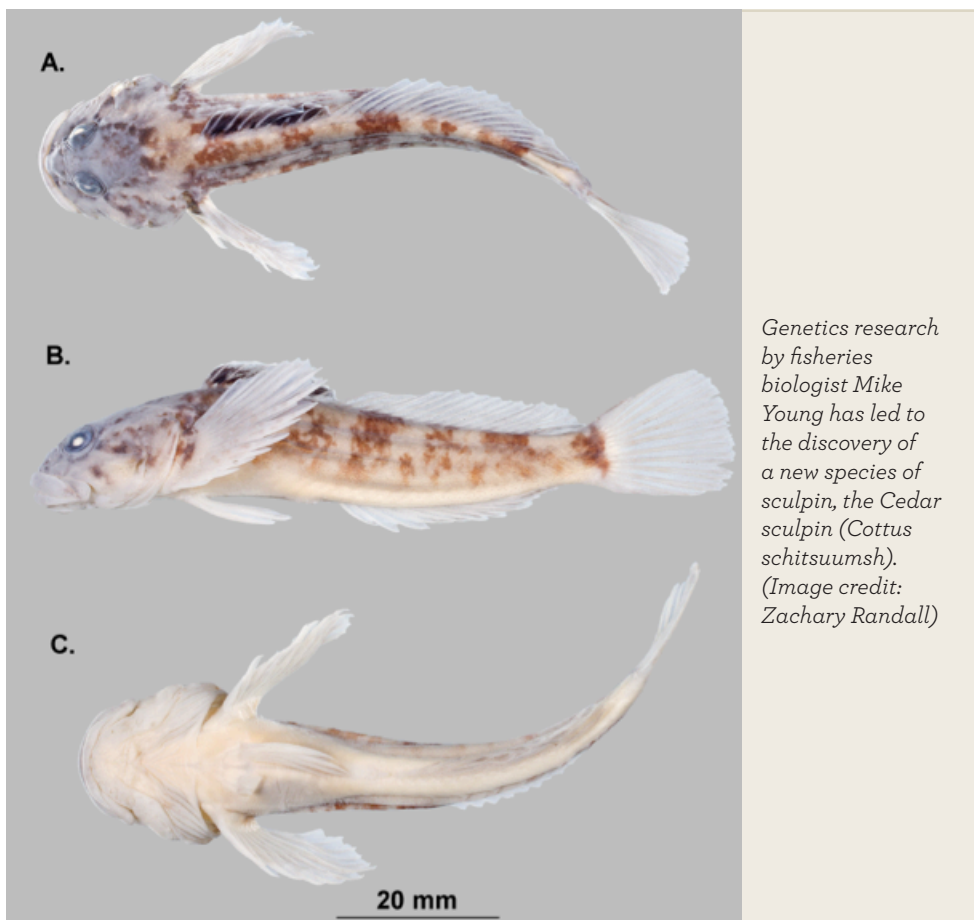 A.
B.
C.
20 mm
Genetics research
by fisheries
biologist Mike
Young has led to
the discovery of
a new species of
sculpin, the Cedar
sculpin (Cottus
schitsuumsh).
(Image credit:
Zachary Randall)